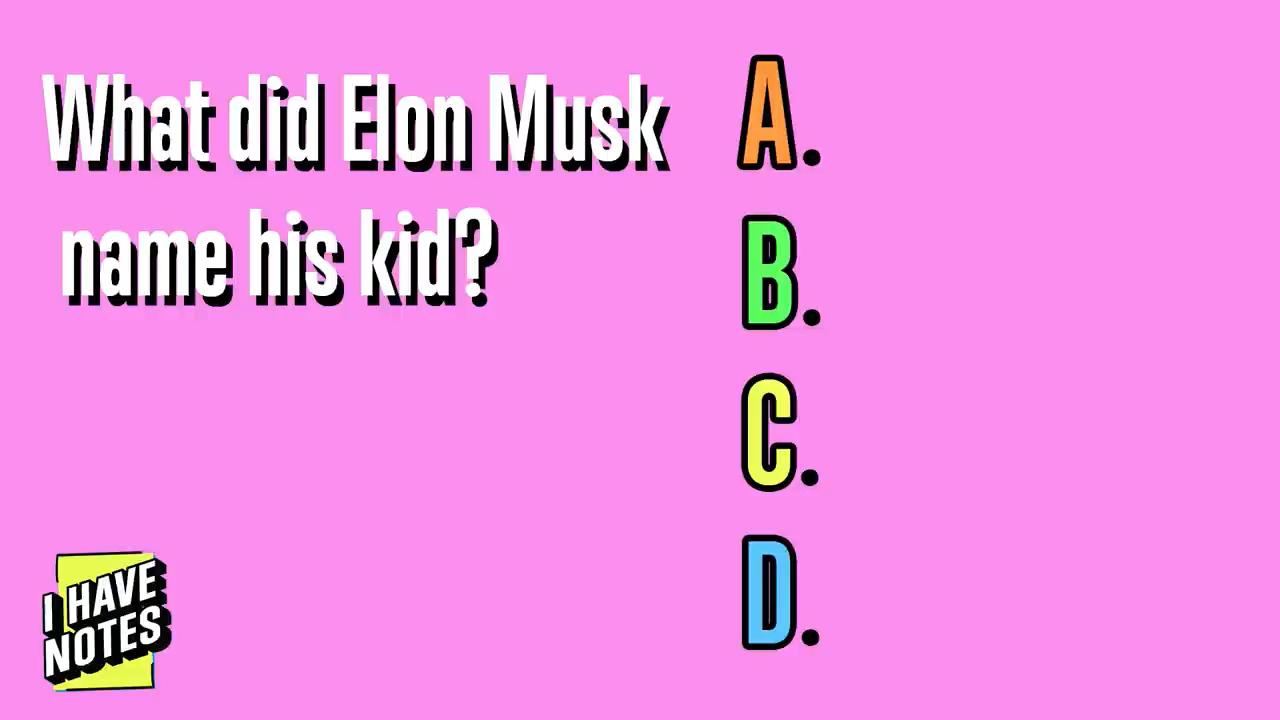 What did Elon Musk
name his kid?
A.
B.
C.
D.
I HAVE
NOTES